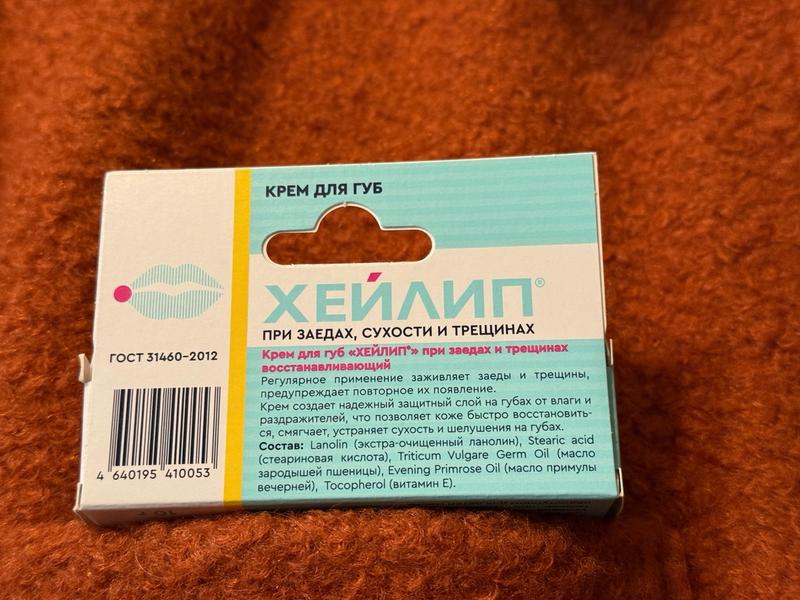 КРЕМ ДЛЯ ГУБ
ХЕЙЛИП®
ПРИ ЗАЕДАХ, СУХОСТИ И ТРЕЩИНАХ
Крем для губ «ХЕЙЛИП®» при заедах и трещинах
восстанавливающий
Регулярное применение заживляет заеды и трещины,
предупреждает повторное их появление.
Крем создает надежный защитный слой на губах от влаги и
раздражителей, что позволяет коже быстро восстановить-
ся, смягчает, устраняет сухость и шелушения на губах.
Состав: Lanolin (экстра-очищенный ланолин), Stearic acid
(стеариновая кислота), Triticum Vulgare Germ Oil (масло
зародышей пшеницы), Evening Primrose Oil (масло примулы
вечерней), Tocopherol (витамин Е).
ГОСТ 31460-2012
4 640195 410053